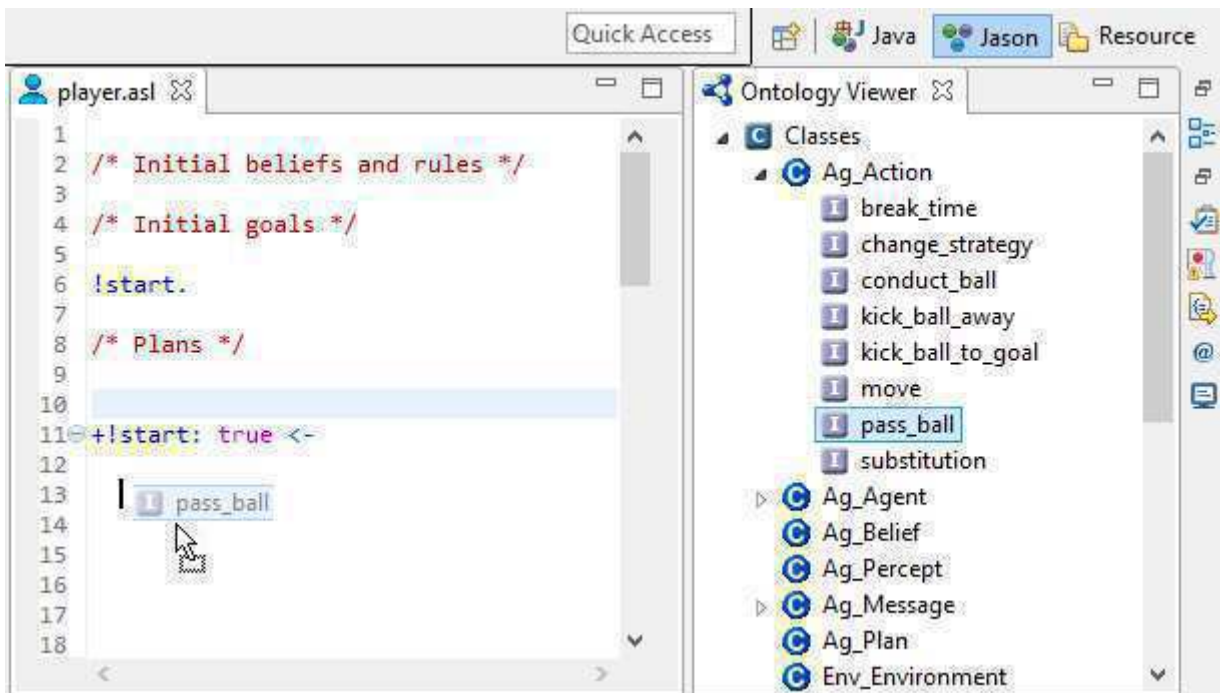 Quick Access
Java
Jason
Resource
player.asl
Ontology Viewer
1
2 /* Initial beliefs and rules */
3
4 /* Initial goals */
5
6 !start.
7
8 /* Plans */
9
10
11 +!start: true <-
12
13
pass_ball
14
15
16
17
18
C Classes
C Ag_Action
I break_time
I change_strategy
I conduct_ball
I kick_ball_away
I kick_ball_to_goal
I move
I pass_ball
I substitution
C Ag_Agent
C Ag_Belief
C Ag_Percept
C Ag_Message
C Ag_Plan
C Env_Environment